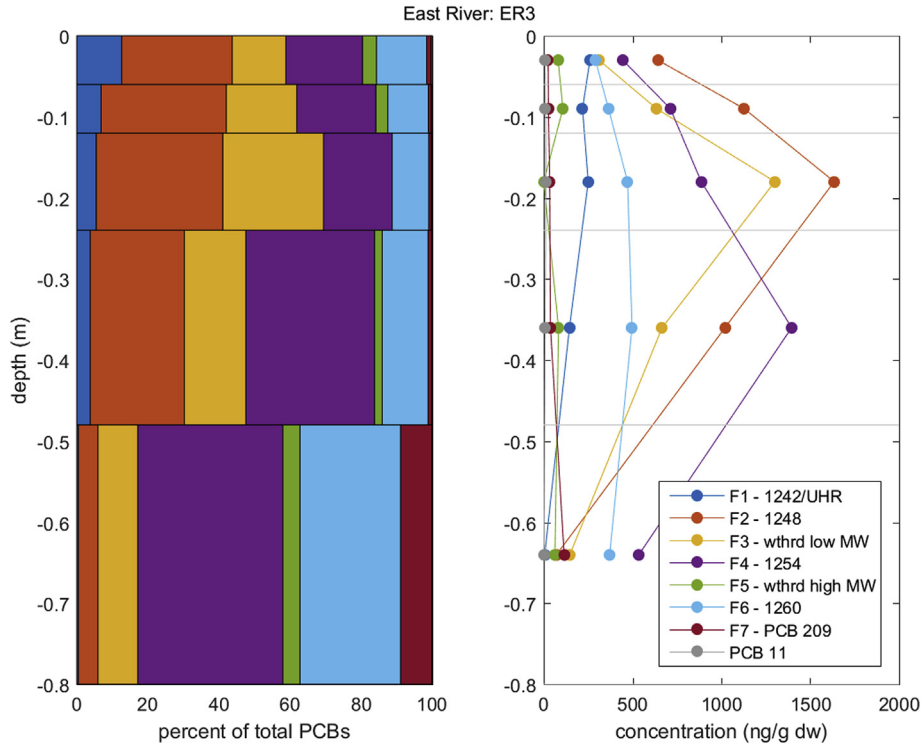 East River: ER3
0
-0.1
-0.2
-0.3
-0.4
-0.5
-0.6
-0.7
-0.8
depth (m)
0 20 40 60 80 100
percent of total PCBs
0
-0.1
-0.2
-0.3
-0.4
-0.5
-0.6
-0.7
-0.8
0 500 1000 1500 2000
concentration (ng/g dw)
F1 - 1242/UHR
F2 - 1248
F3 - wthrd low MW
F4 - 1254
F5 - wthrd high MW
F6 - 1260
F7 - PCB 209
PCB 11